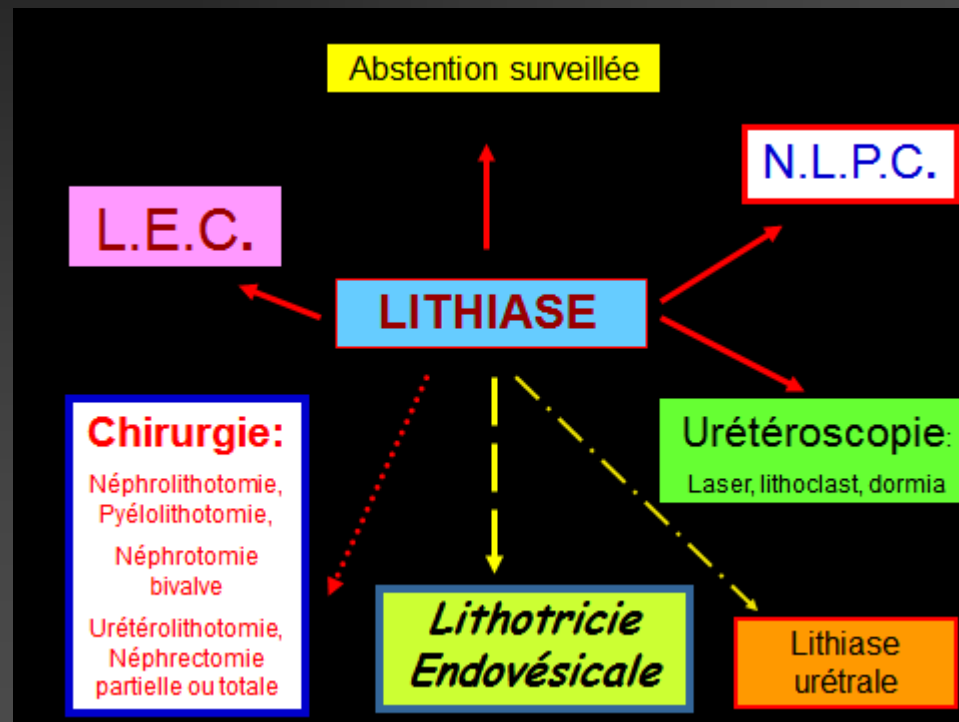 Abstention surveillée
N.L.P.C.
L.E.C.
LITHIASE
Chirurgie:
Néphrolithotomie,
Pyélolithotomie,
Néphrotomie
bivalve
Urétérolithotomie,
Néphrectomie
partielle ou totale
Urétéroscopie:
Laser, lithoclast, dormia
Lithotricie
Endovésicale
Lithiase
urétrale